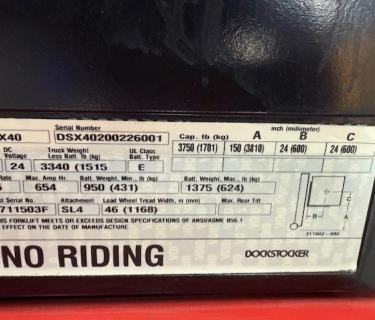 Serial Number
inch (millimeter)
X40 DSX40200226001 Cap. lb (kg) A B C
DC Voltage Truck Weight Less Batt. lb (kg) UL Class Batt. Type 3750 (1701) 150 (3810) 24 (600) 24 (600)
24 3340 (1515 E
Rate Max. Amp Hr. Batt. Weight, Min., lb (kg) Batt. Weight, Max., lb (kg)
654 950 (431) 1375 (624)
Serial No. Attachment Load Wheel Tread Width, in (mm) Max. Rear Tilt
711503F SL4 46 (1168)
B C A
S FORKLIFT MEETS OR EXCEEDS DESIGN SPECIFICATIONS OF ANSI/ASME B56.1
EFFECT ON THE DATE OF MANUFACTURE
NO RIDING DOCKSTOCKER